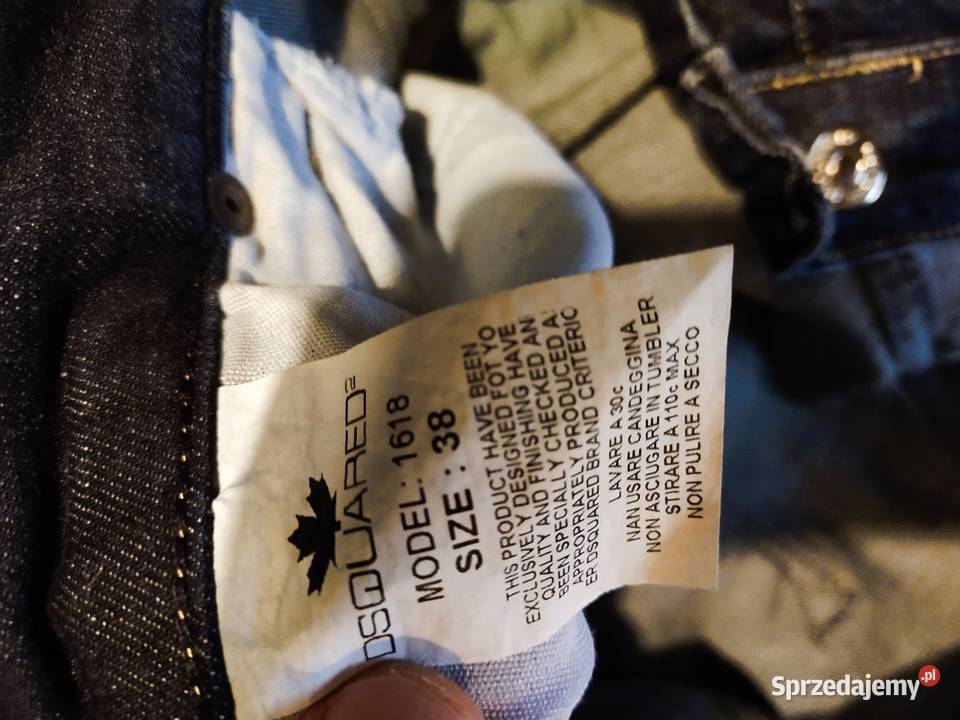 DSQUARED²
MODEL: 1618
SIZE : 38
THIS PRODUCT HAVE BEEN
EXCLUSIVELY DESIGNED FOT YO
QUALITY AND FINISHING HAVE
BEEN SPECIALLY CHECKED AN
APPROPRIATELY PRODUCED A
ER DSQUARED BRAND CRITERIO
LAVARE A 30c
NAN USARE CANDEGGINA
NON ASCIUGARE IN TUMBLER
STIRARE A 110c MAX
NON PULIRE A SECCO
Sprzedajemy.pl